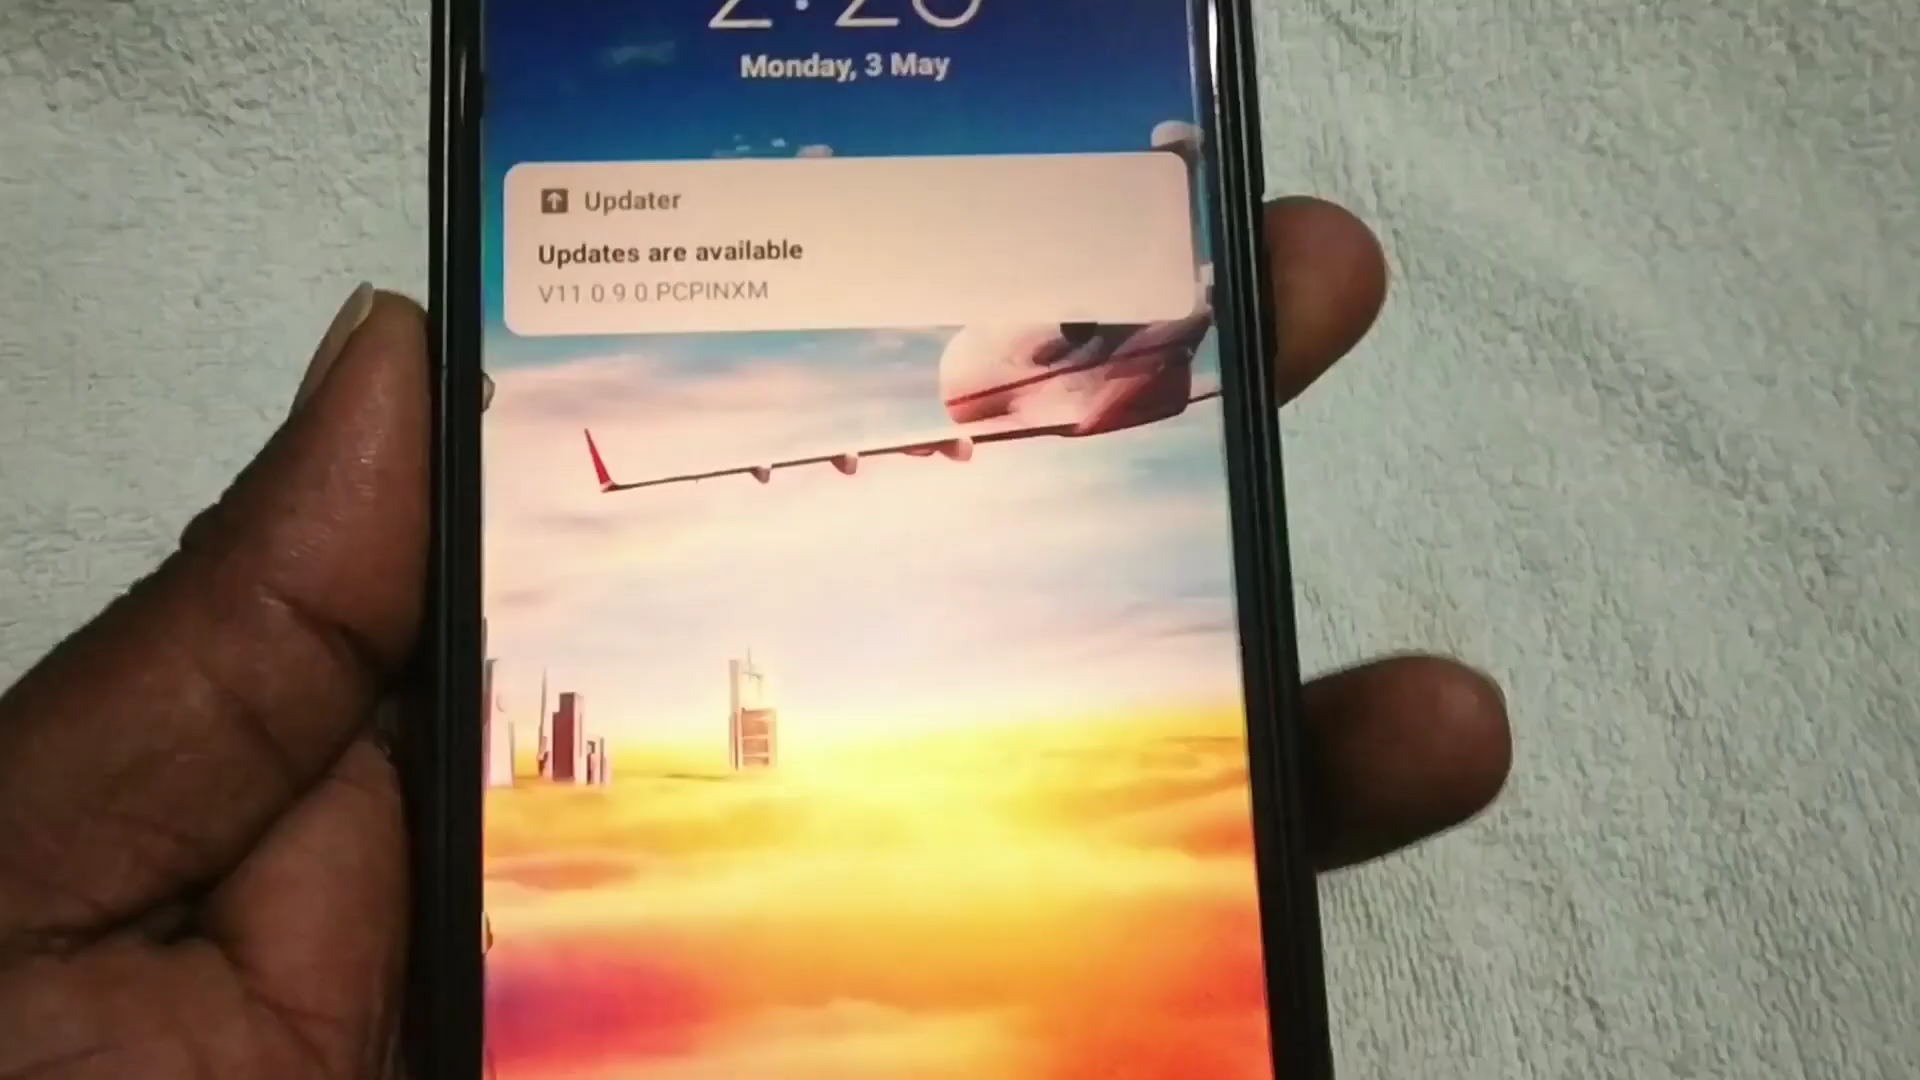 Monday, 3 May
Updater
Updates are available
V11.0.9.0.PCPINXM